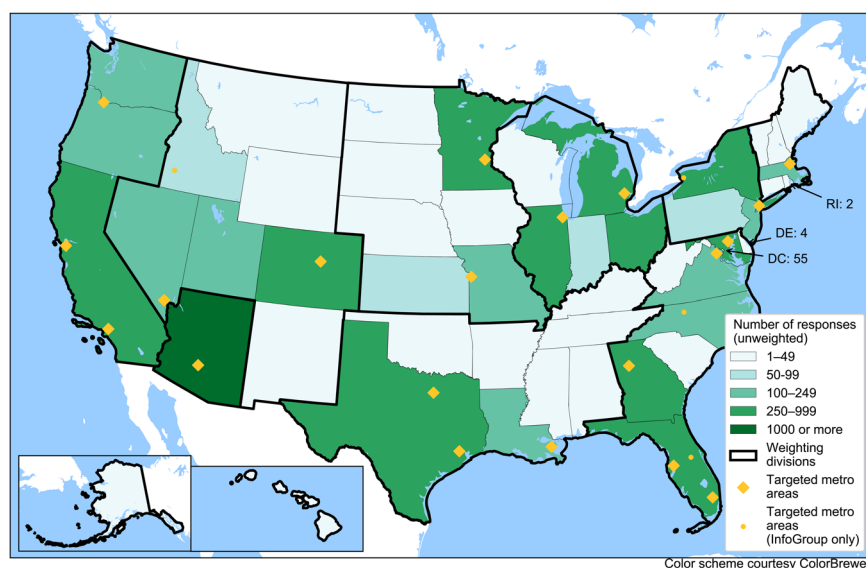 RI: 2
DE: 4
DC: 55
Number of responses
(unweighted)
1–49
50-99
100–249
250–999
1000 or more
Weighting
divisions
Targeted metro
areas
Targeted metro
areas
(InfoGroup only)
Color scheme courtesy ColorBrewe